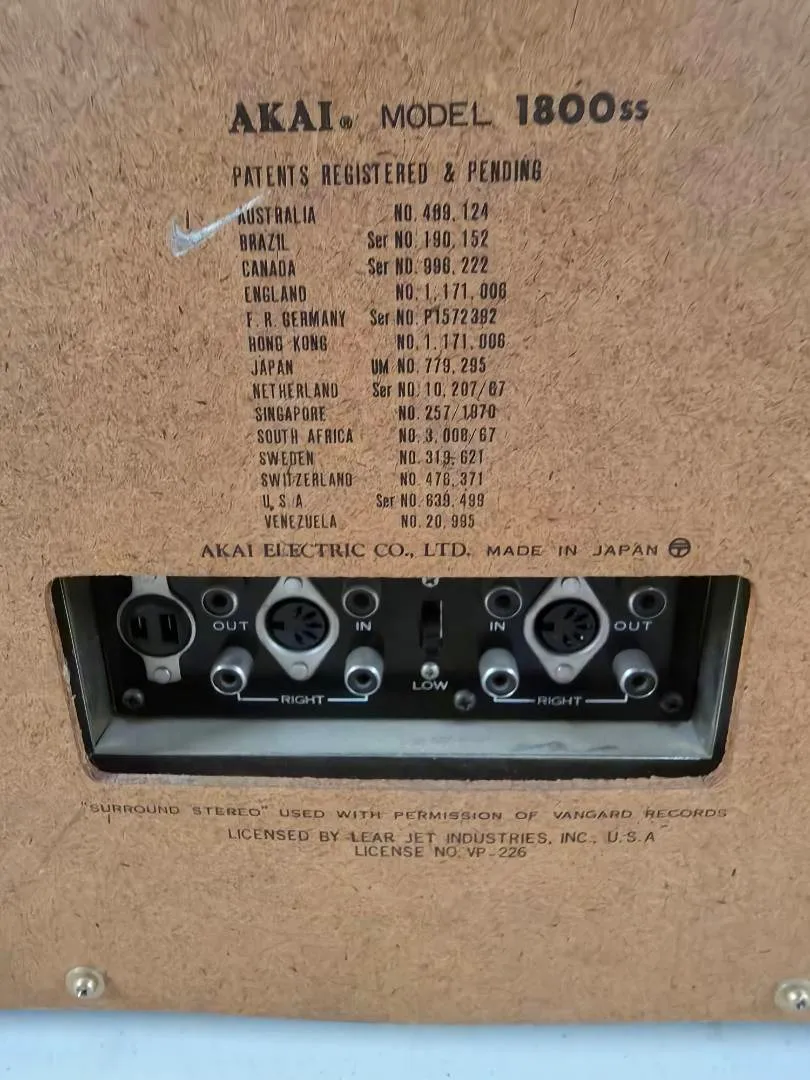 AKAI® MODEL 1800SS
PATENTS REGISTERED & PENDING
AUSTRALIA NO. 469, 124
BRAZIL Ser NO. 190, 152
CANADA Ser NO. 996, 222
ENGLAND NO. 1, 171, 006
F. R. GERMANY Ser NO. P1572392
HONG KONG NO. 1, 171, 006
JAPAN UM NO. 779, 295
NETHERLAND Ser NO. 10, 207/67
SINGAPORE NO. 257/1970
SOUTH AFRICA NO. 3, 008/67
SWEDEN NO. 319, 621
SWITZERLAND NO. 476, 371
U. S. A Ser NO. 639, 499
VENEZUELA NO. 20, 995
AKAI ELECTRIC CO., LTD. MADE IN JAPAN
OUT IN IN OUT
LOW
RIGHT RIGHT
"SURROUND STEREO" USED WITH PERMISSION OF VANGARD RECORDS
LICENSED BY LEAR JET INDUSTRIES, INC., U.S.A
LICENSE NO. VP-226